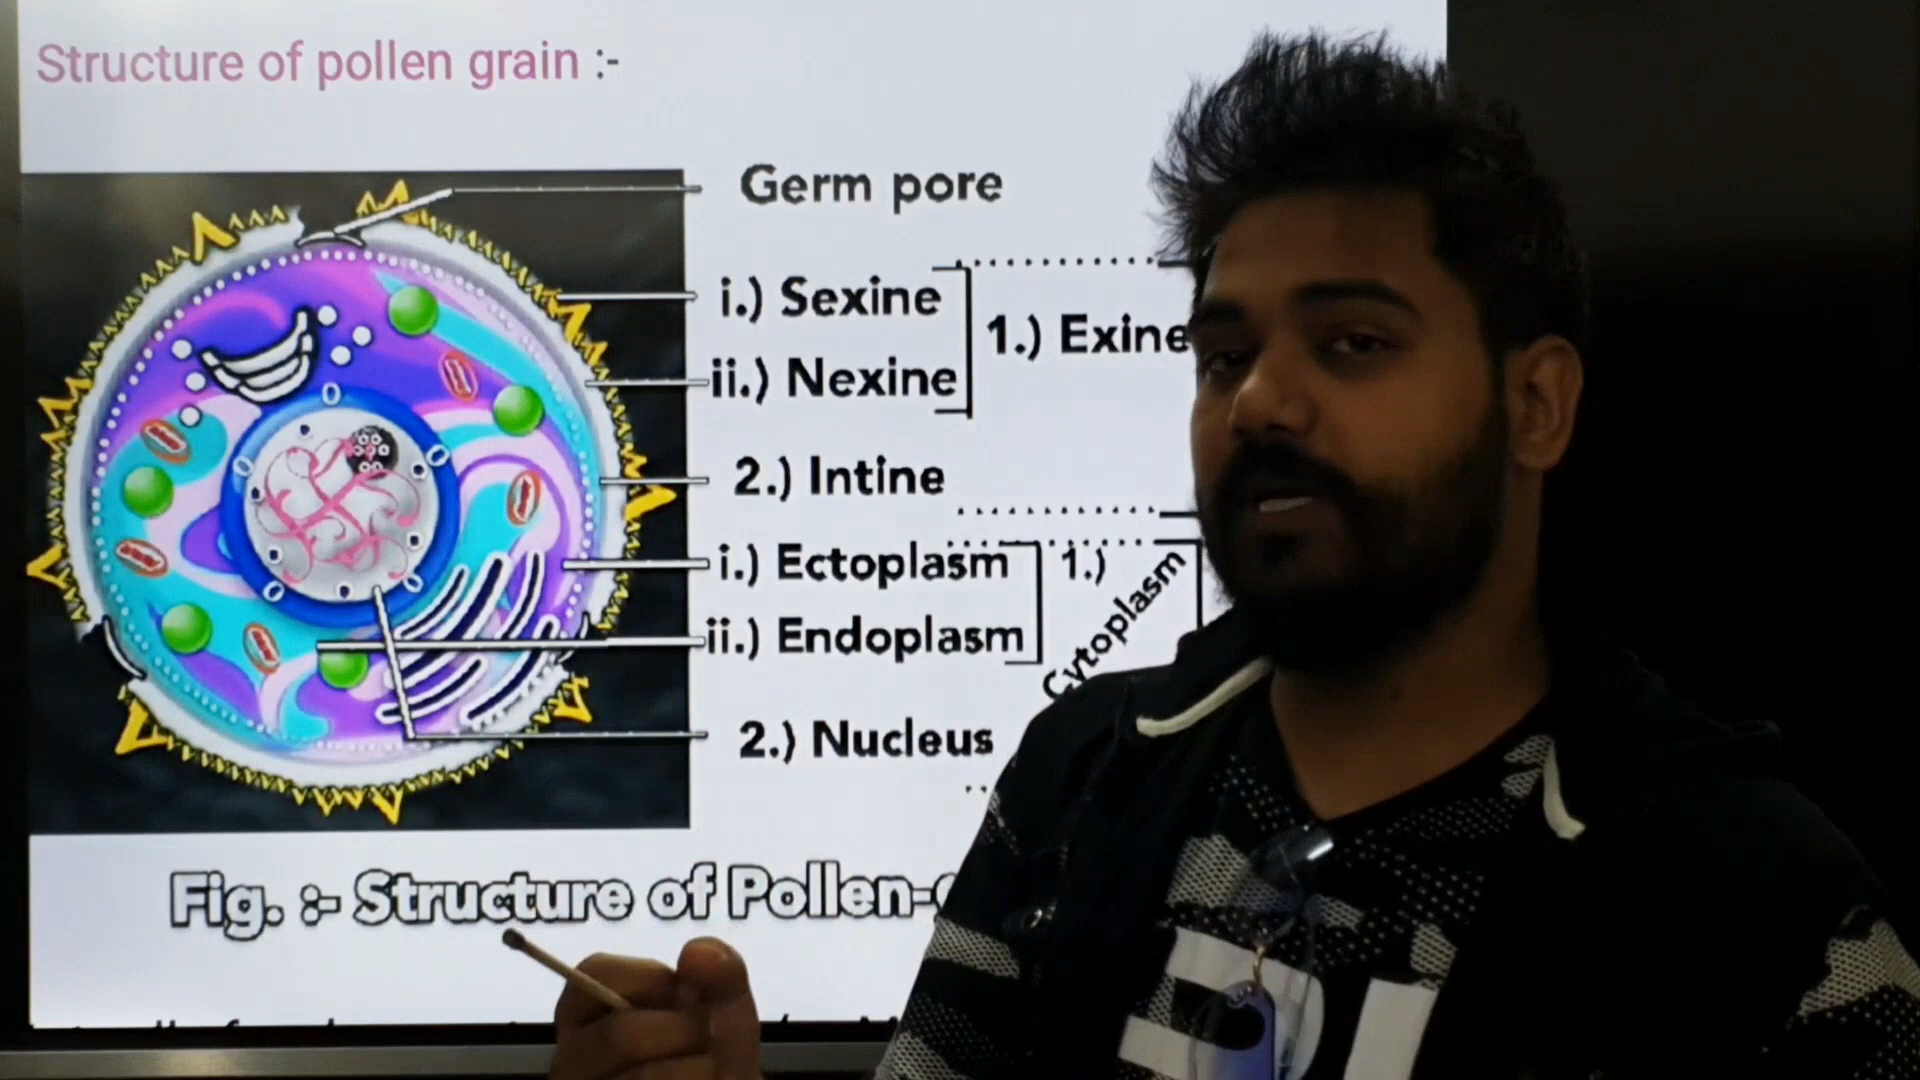 Structure of pollen grain :-
Germ pore
i.) Sexine
1.) Exine
ii.) Nexine
2.) Intine
i.) Ectoplasm
1.)
Cytoplasm
ii.) Endoplasm
2.) Nucleus
Fig. :- Structure of Pollen-